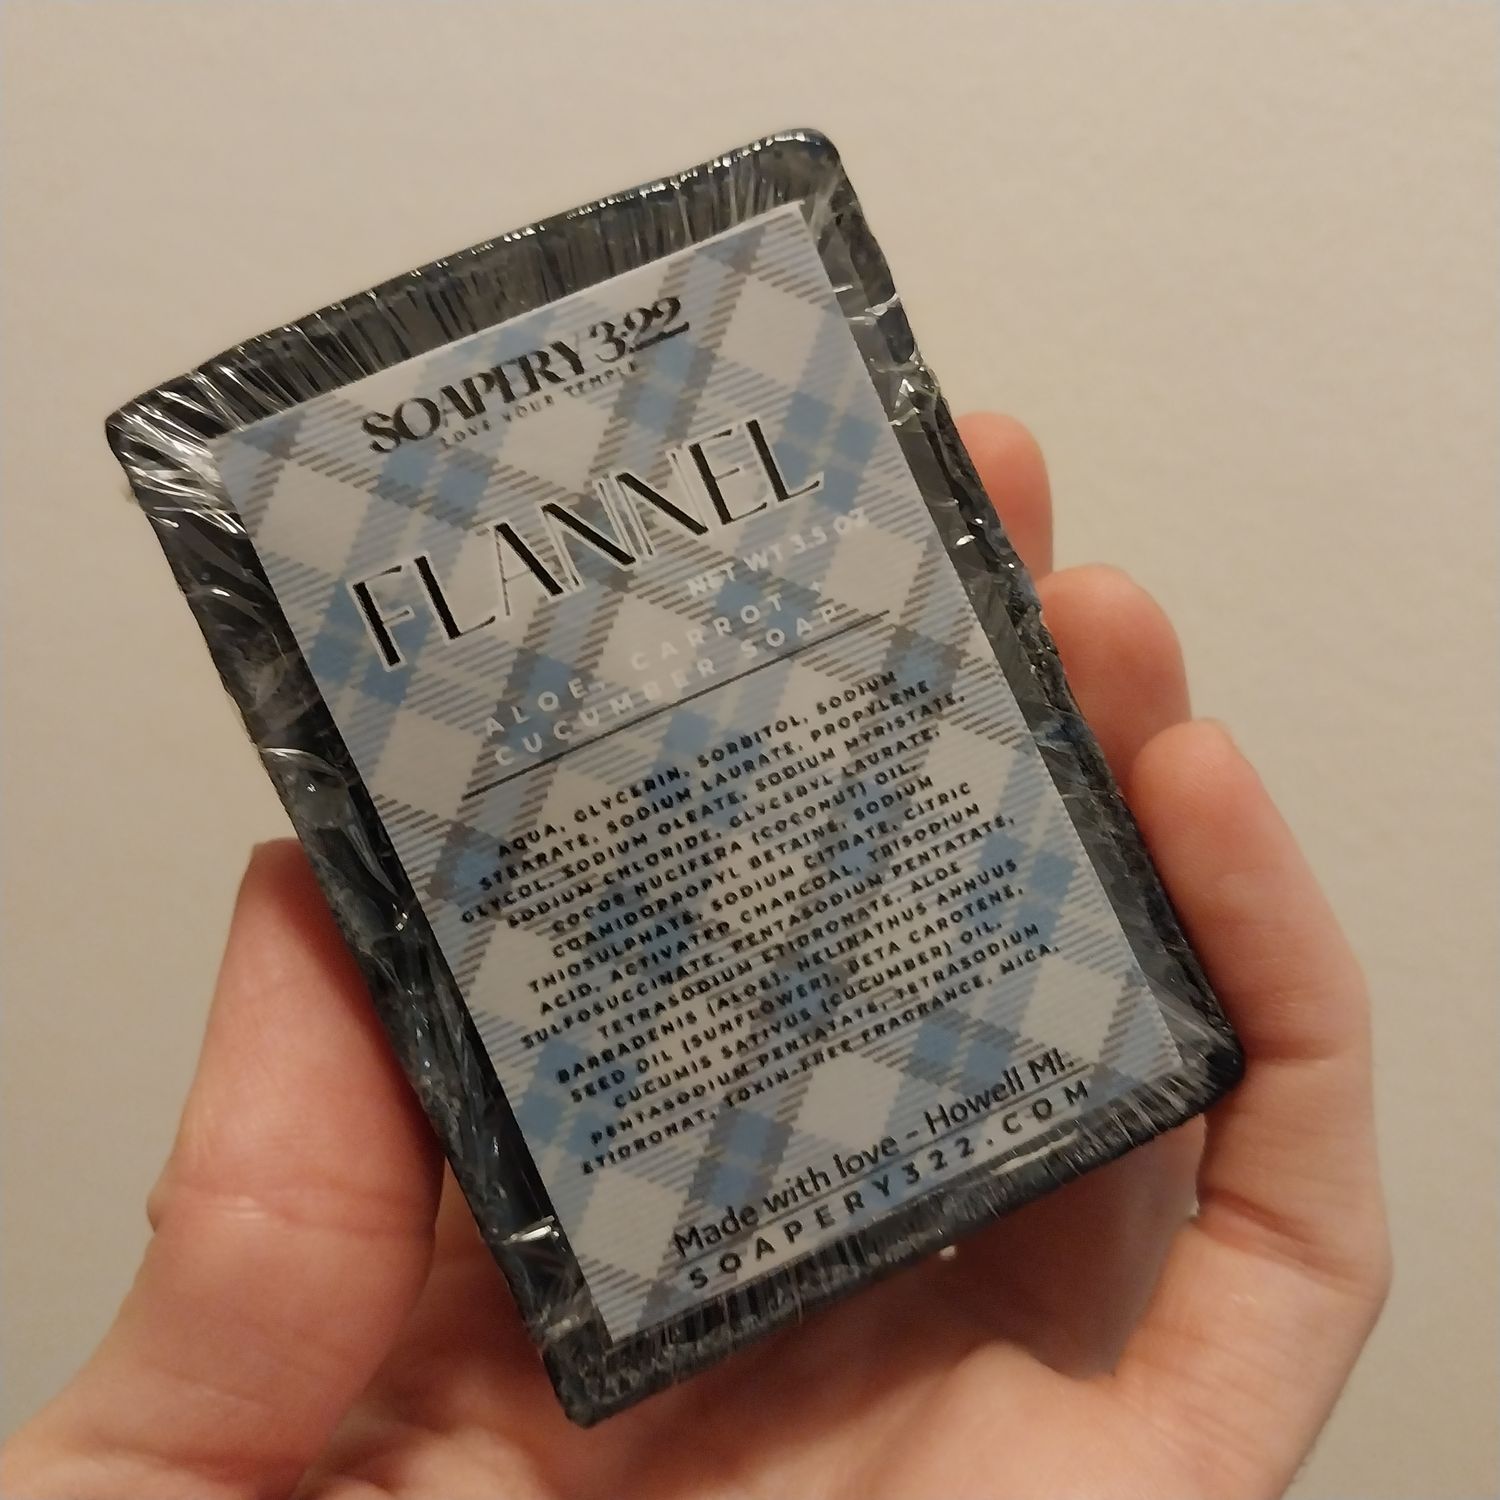 SOAPERY 3:22
LOVE YOUR TEMPLE
FLANNEL
NET WT 3.5 OZ
ALOE, CARROT +
CUCUMBER SOAP
AQUA, GLYCERIN, SORBITOL, SODIUM
STEARATE, SODIUM LAURATE, PROPYLENE
GLYCOL, SODIUM OLEATE, SODIUM MYRISTATE,
SODIUM CHLORIDE, GLYCERYL LAURATE,
COCOS NUCIFERA (COCONUT) OIL,
COAMIDOPROPYL BETAINE, SODIUM
THIOSULPHATE, SODIUM CITRATE, CITRIC
ACID, ACTIVATED CHARCOAL, TRISODIUM
SULFOSUCCINATE, PENTASODIUM PENTATATE,
TETRASODIUM ETIDRONATE, ALOE
BARBADENIS (ALOE), HELINATHUS ANNUUS
SEED OIL (SUNFLOWER), BETA CAROTENE,
CUCUMIS SATIVUS (CUCUMBER) OIL,
PENTASODIUM PENTATATE, TETRASODIUM
ETIDRONAT, TOXIN-FREE FRAGRANCE, MICA.
Made with love - Howell MI.
SOAPERY322.COM